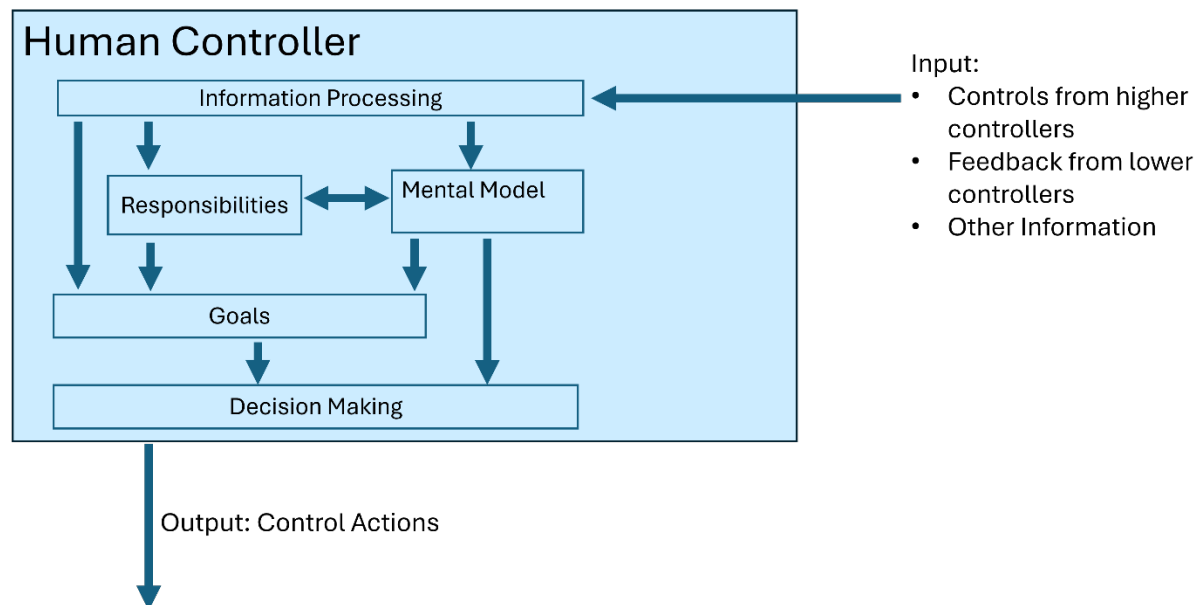 Human Controller
Information Processing
Responsibilities
Mental Model
Goals
Decision Making
Output: Control Actions
Input:
• Controls from higher
controllers
• Feedback from lower
controllers
• Other Information